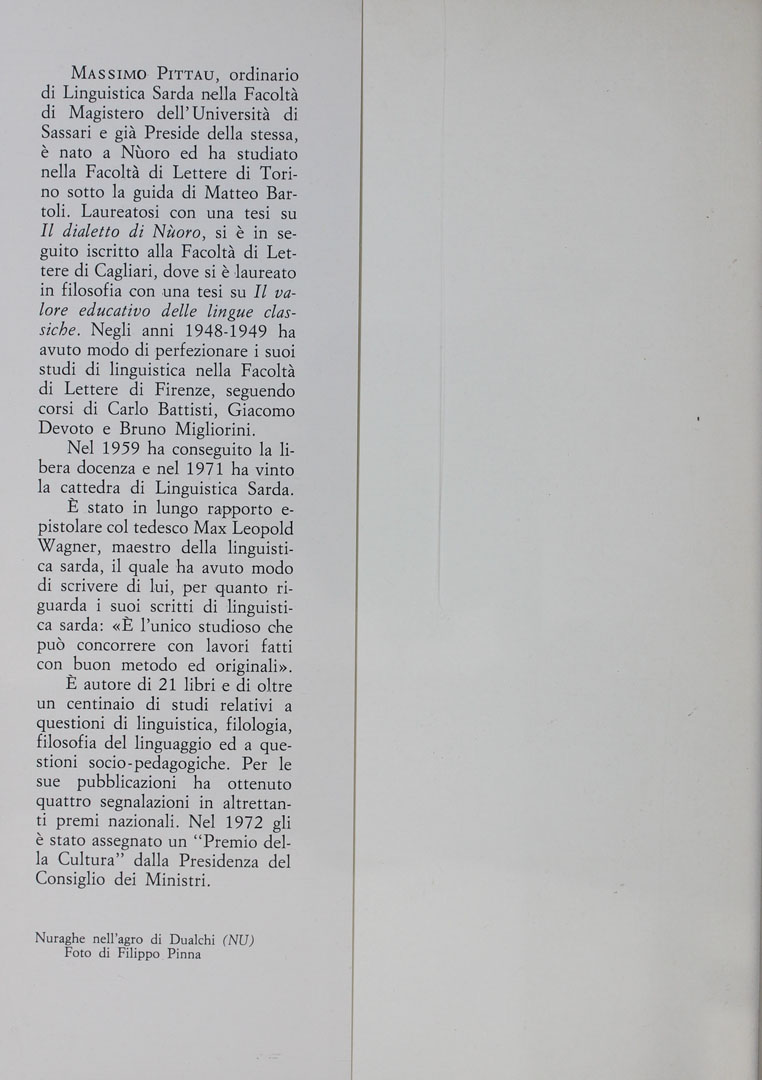 MASSIMO PITTAU, ordinario
di Linguistica Sarda nella Facoltà
di Magistero dell'Università di
Sassari e già Preside della stessa,
è nato a Nùoro ed ha studiato
nella Facoltà di Lettere di Tori-
no sotto la guida di Matteo Bar-
toli. Laureatosi con una tesi su
Il dialetto di Nùoro, si è in se-
guito iscritto alla Facoltà di Let-
tere di Cagliari, dove si è laureato
in filosofia con una tesi su Il va-
lore educativo delle lingue clas-
siche. Negli anni 1948-1949 ha
avuto modo di perfezionare i suoi
studi di linguistica nella Facoltà
di Lettere di Firenze, seguendo
corsi di Carlo Battisti, Giacomo
Devoto e Bruno Migliorini.
Nel 1959 ha conseguito la li-
bera docenza e nel 1971 ha vinto
la cattedra di Linguistica Sarda.
È stato in lungo rapporto e-
pistolare col tedesco Max Leopold
Wagner, maestro della linguisti-
ca sarda, il quale ha avuto modo
di scrivere di lui, per quanto ri-
guarda i suoi scritti di linguisti-
ca sarda: «È l'unico studioso che
può concorrere con lavori fatti
con buon metodo ed originali».
È autore di 21 libri e di oltre
un centinaio di studi relativi a
questioni di linguistica, filologia,
filosofia del linguaggio ed a que-
stioni socio-pedagogiche. Per le
sue pubblicazioni ha ottenuto
quattro segnalazioni in altrettan-
ti premi nazionali. Nel 1972 gli
è stato assegnato un "Premio del-
la Cultura" dalla Presidenza del
Consiglio dei Ministri.
Nuraghe nell'agro di Dualchi (NU)
Foto di Filippo Pinna